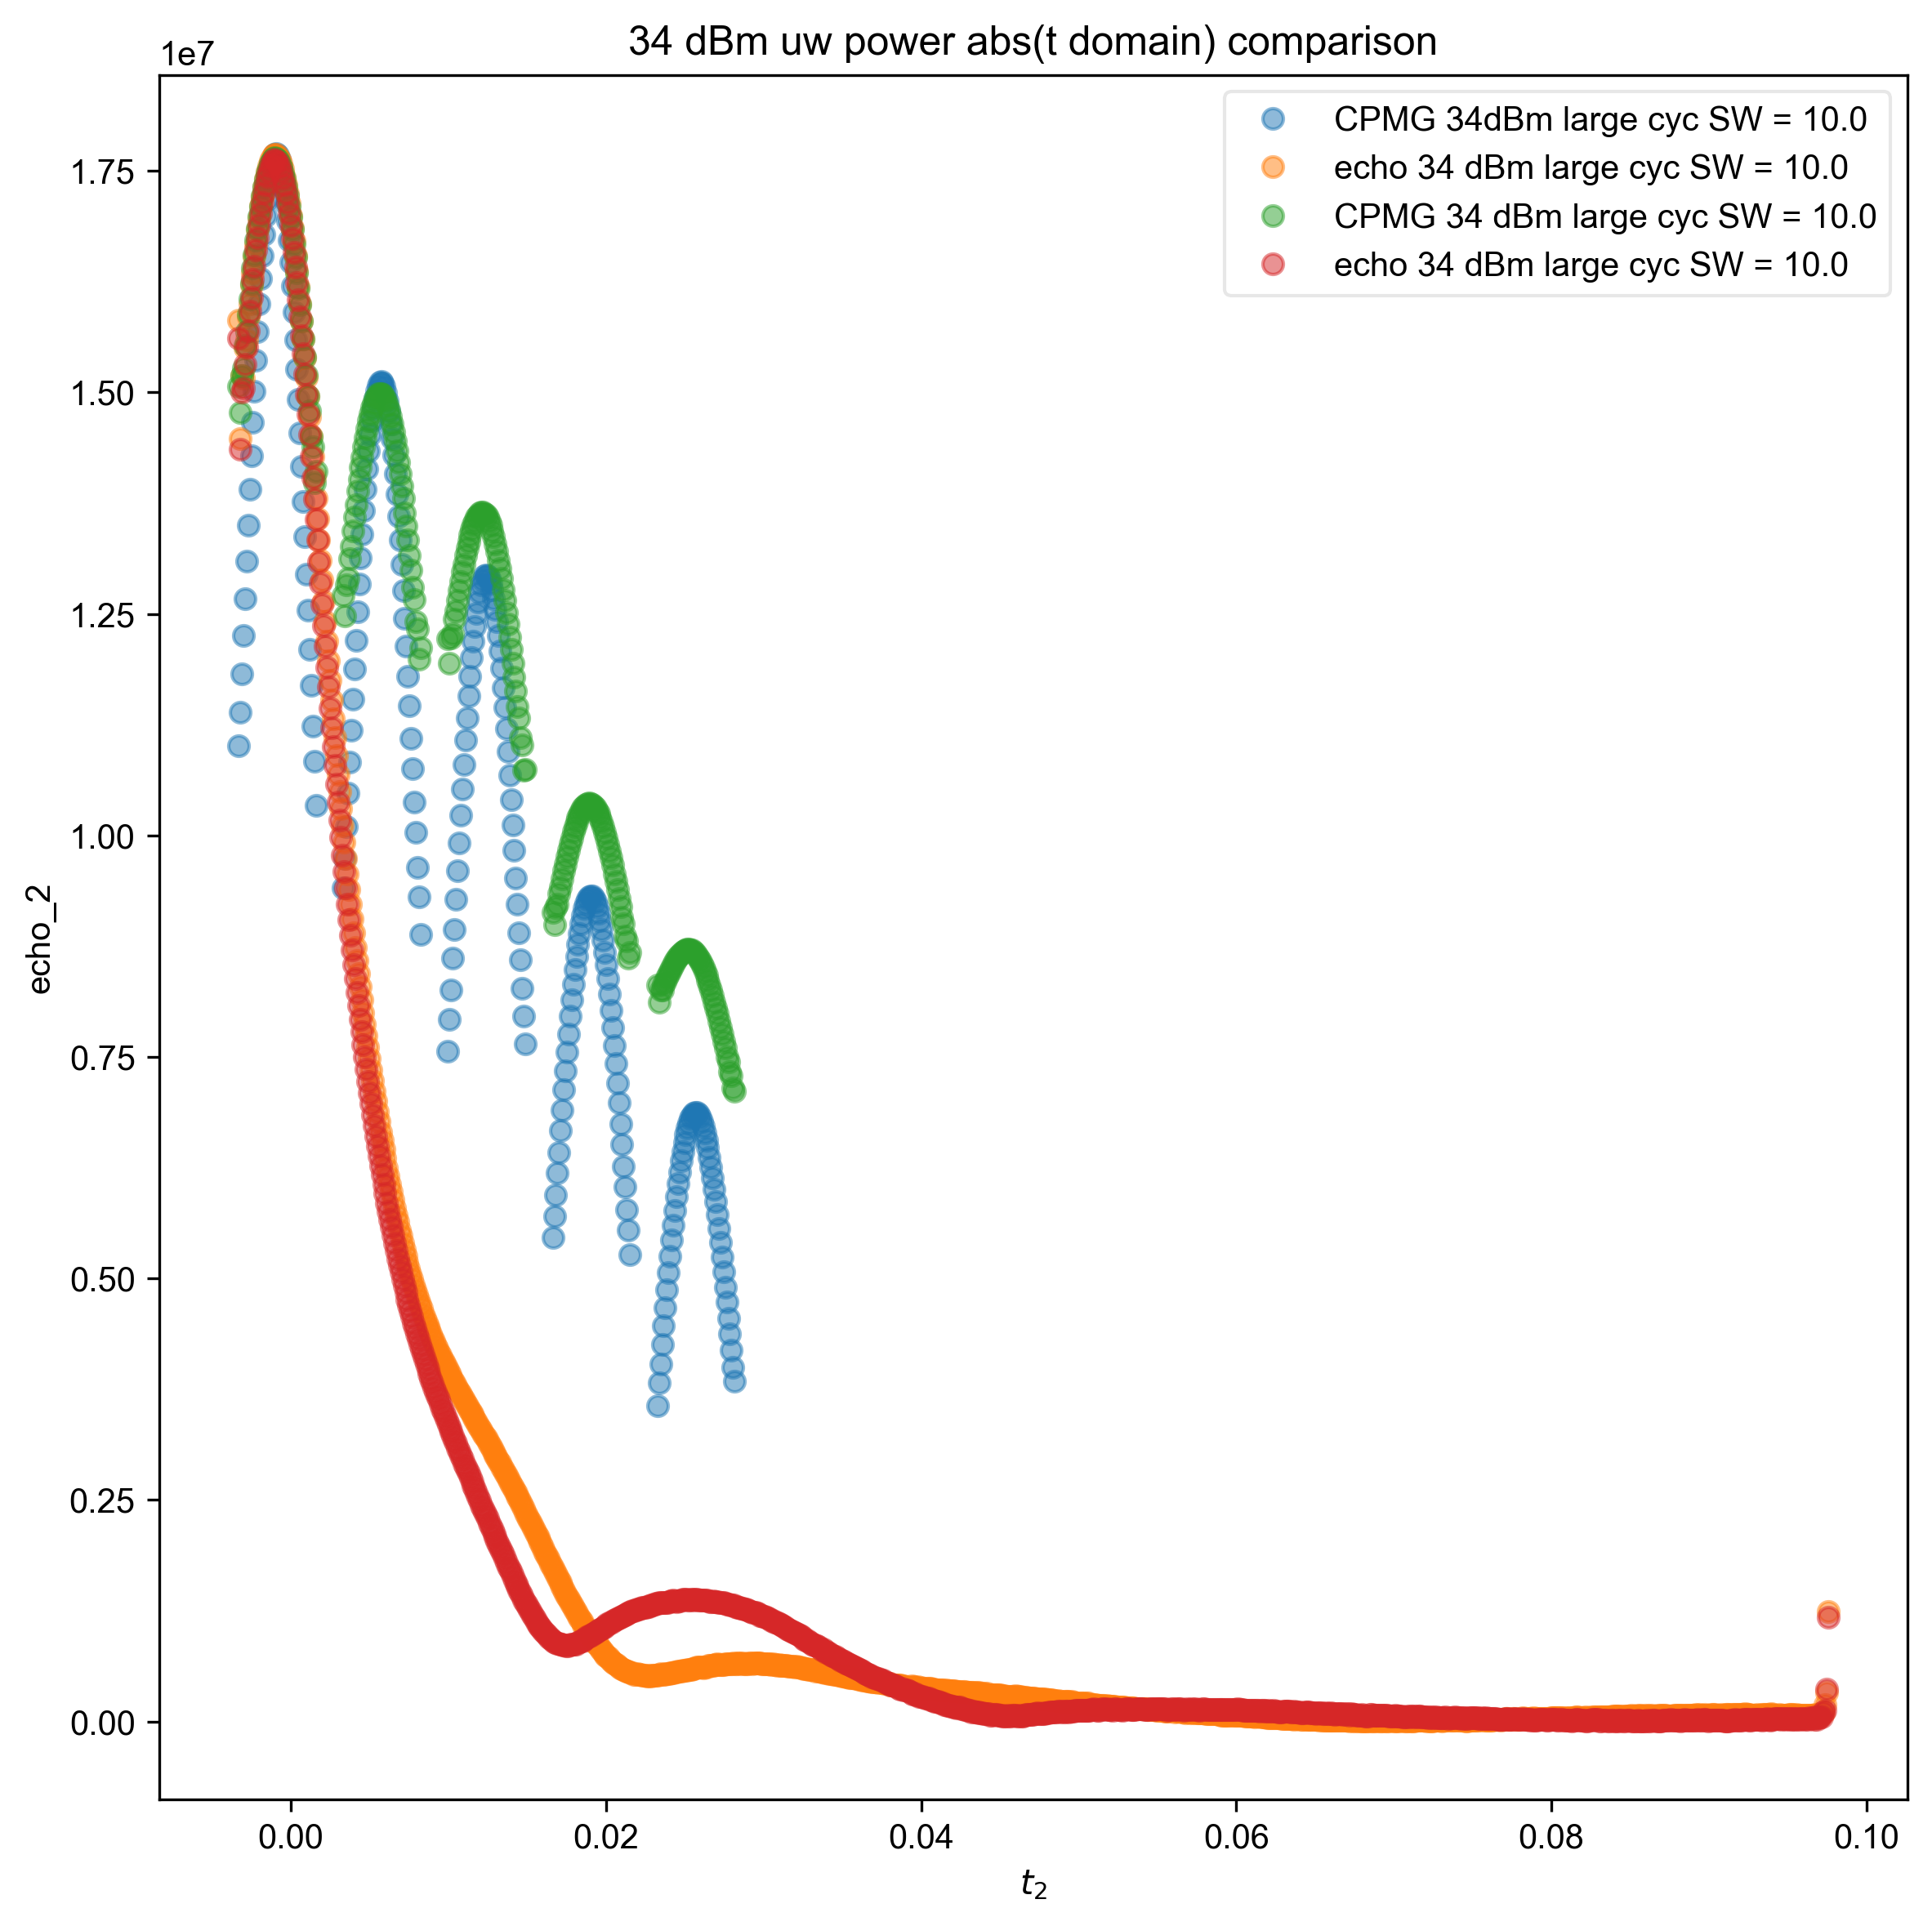 34 dBm uw power abs(t domain) comparison
1e7
CPMG 34dBm large cyc SW = 10.0
echo 34 dBm large cyc SW = 10.0
CPMG 34 dBm large cyc SW = 10.0
echo 34 dBm large cyc SW = 10.0
1.75
1.50
1.25
1.00
0.75
0.50
0.25
0.00
echo_2
0.00 0.02 0.04 0.06 0.08 0.10
t₂